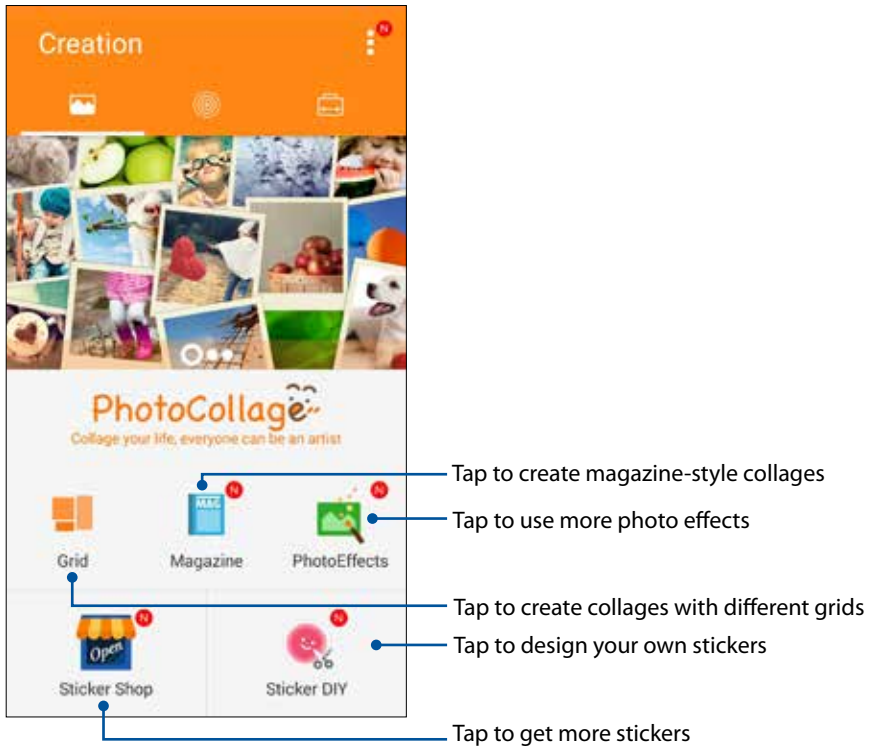 Creation
N
PhotoCollage
Collage your life, everyone can be an artist
MAG
N
N
Grid
Magazine
PhotoEffects
Open
N
N
Sticker Shop
Sticker DIY
Tap to create magazine-style collages
Tap to use more photo effects
Tap to create collages with different grids
Tap to design your own stickers
Tap to get more stickers